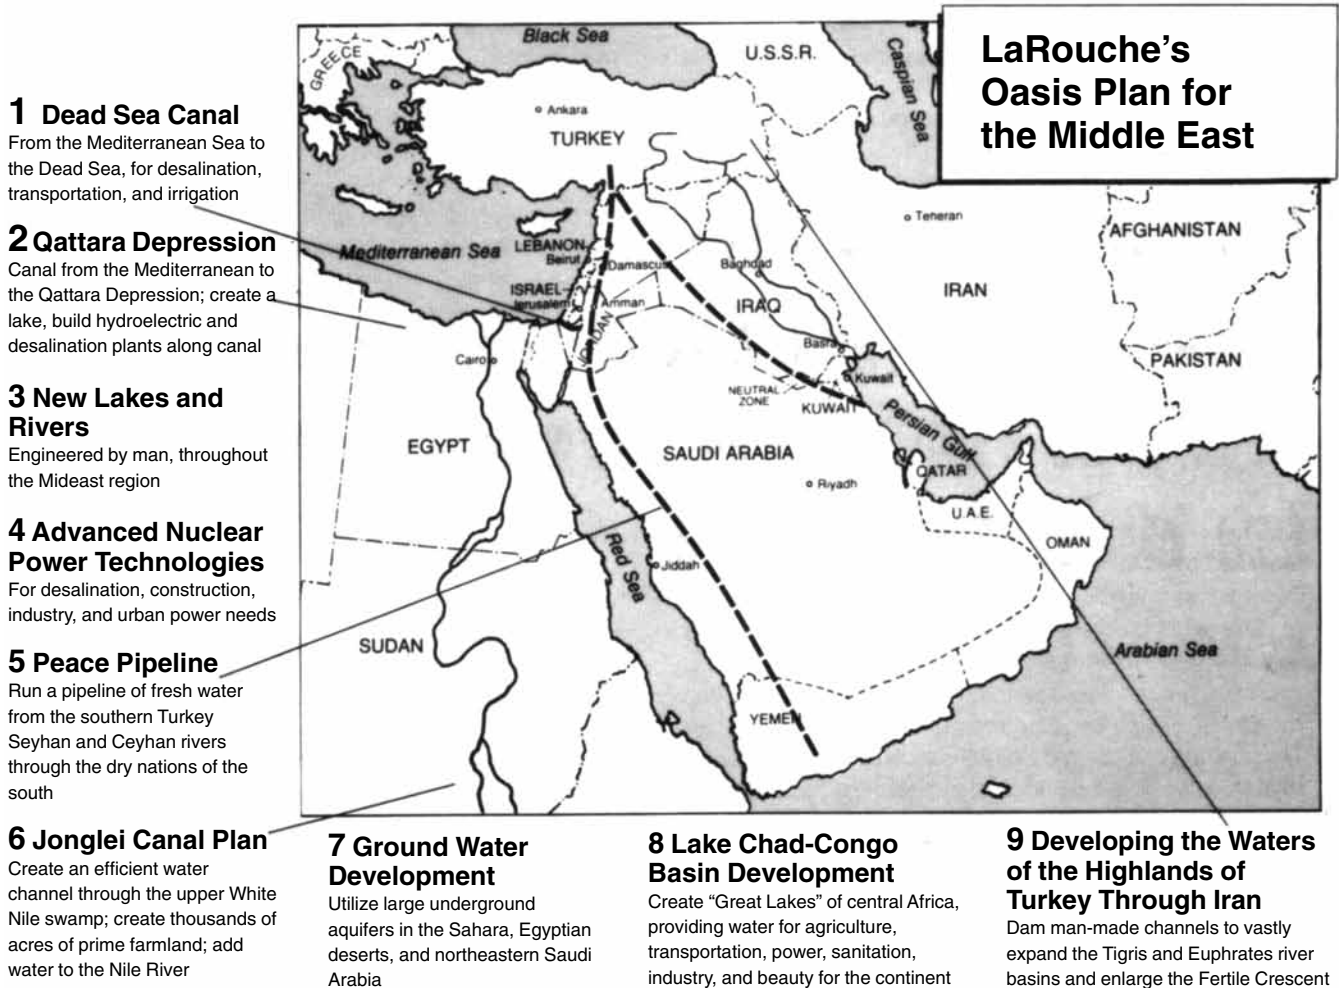 LaRouche's
Oasis Plan for
the Middle East
1 Dead Sea Canal
From the Mediterranean Sea to
the Dead Sea, for desalination,
transportation, and irrigation
2 Qattara Depression
Canal from the Mediterranean to
the Qattara Depression; create a
lake, build hydroelectric and
desalination plants along canal
3 New Lakes and
Rivers
Engineered by man, throughout
the Mideast region
4 Advanced Nuclear
Power Technologies
For desalination, construction,
industry, and urban power needs
5 Peace Pipeline
Run a pipeline of fresh water
from the southern Turkey
Seyhan and Ceyhan rivers
through the dry nations of the
south
6 Jonglei Canal Plan
Create an efficient water
channel through the upper White
Nile swamp; create thousands of
acres of prime farmland; add
water to the Nile River
7 Ground Water
Development
Utilize large underground
aquifers in the Sahara, Egyptian
deserts, and northeastern Saudi
Arabia
8 Lake Chad-Congo
Basin Development
Create “Great Lakes” of central Africa,
providing water for agriculture,
transportation, power, sanitation,
industry, and beauty for the continent
9 Developing the Waters
of the Highlands of
Turkey Through Iran
Dam man-made channels to vastly
expand the Tigris and Euphrates river
basins and enlarge the Fertile Crescent
GREECE
Black Sea
U.S.S.R.
Caspian Sea
Ankara
TURKEY
Teheran
AFGHANISTAN
Mediterranean Sea
LEBANON
Beirut
Damascus
Baghdad
ISRAEL
Jerusalem
Amman
IRAQ
IRAN
JORDAN
Cairo
Basra
PAKISTAN
Kuwait
NEUTRAL
ZONE
KUWAIT
Persian Gulf
EGYPT
SAUDI ARABIA
QATAR
Riyadh
U.A.E.
OMAN
Red Sea
Jiddah
SUDAN
Arabian Sea
YEMEN